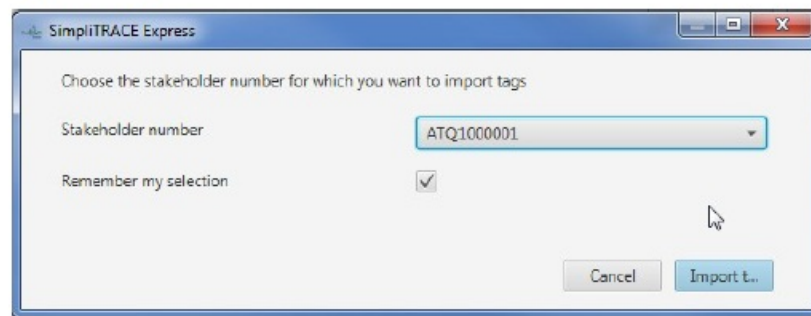 SimpliTRACE Express
Choose the stakeholder number for which you want to import tags
Stakeholder number
ATQ1000001
Remember my selection
Cancel
Import t...